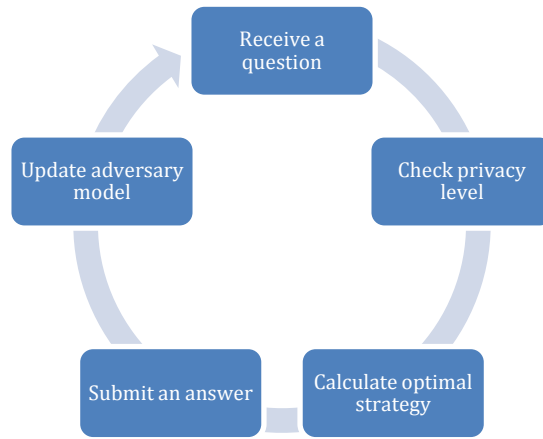 Receive a
question
Check privacy
level
Calculate optimal
strategy
Submit an answer
Update adversary
model